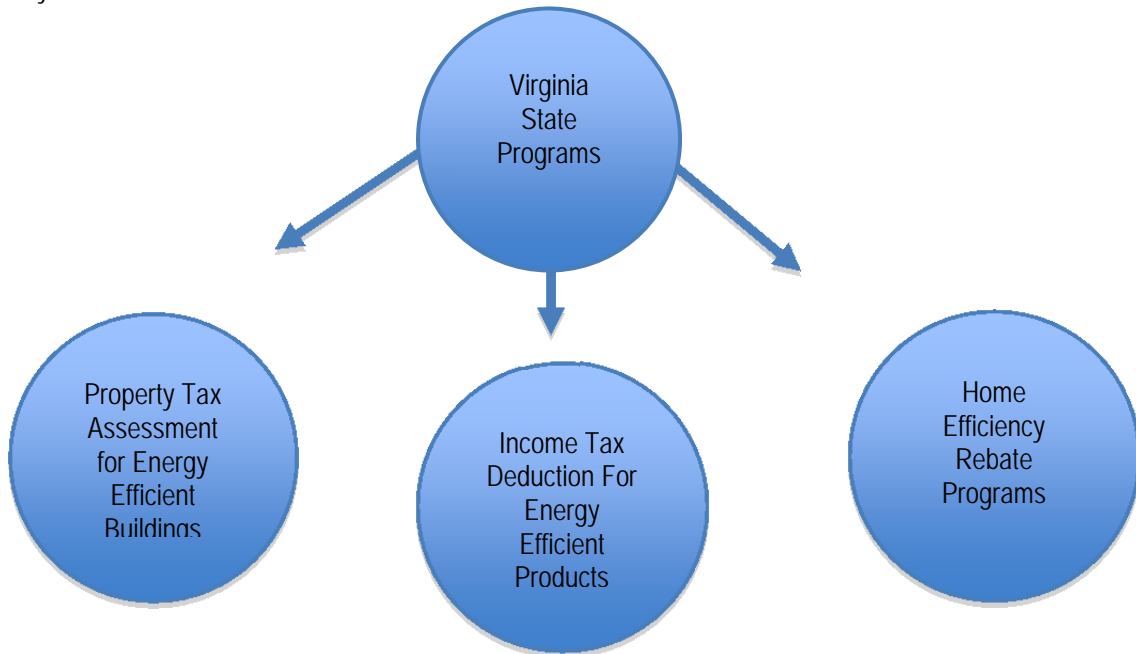 Virginia
State
Programs
Property Tax
Assessment
for Energy
Efficient
Buildings
Income Tax
Deduction For
Energy
Efficient
Products
Home
Efficiency
Rebate
Programs